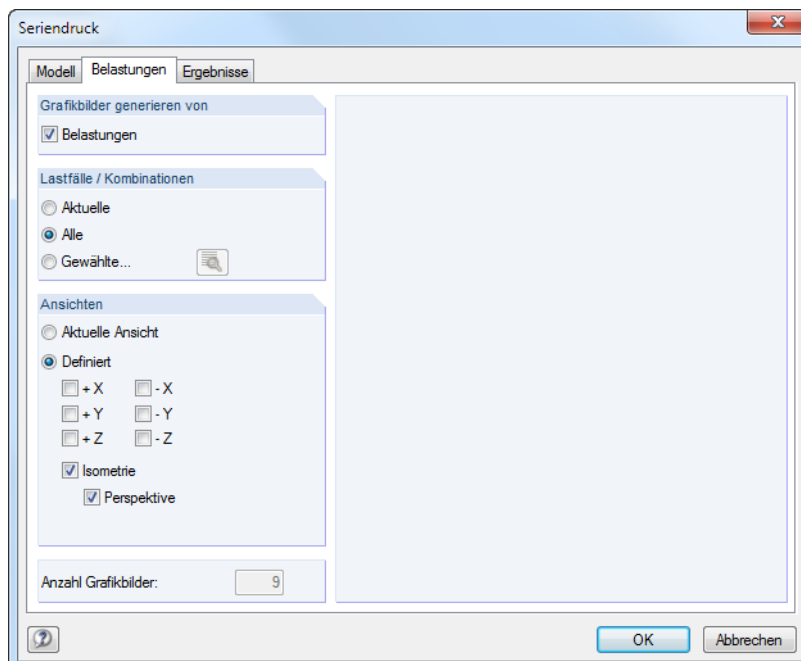 Seriendruck
Modell Belastungen Ergebnisse
Grafikbilder generieren von
Belastungen
Lastfälle / Kombinationen
Aktuelle
Alle
Gewählte...
Ansichten
Aktuelle Ansicht
Definiert
+ X - X
+ Y - Y
+ Z - Z
Isometrie
Perspektive
Anzahl Grafikbilder: 9
OK Abbrechen